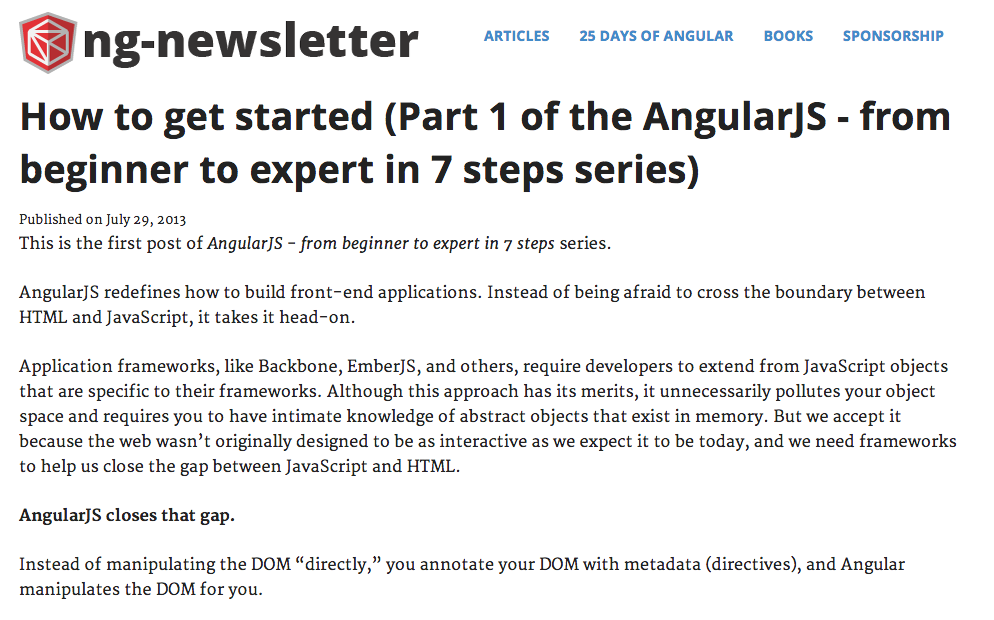 ng-newsletter
ARTICLES 25 DAYS OF ANGULAR BOOKS SPONSORSHIP
How to get started (Part 1 of the AngularJS - from
beginner to expert in 7 steps series)
Published on July 29, 2013
This is the first post of AngularJS – from beginner to expert in 7 steps series.
AngularJS redefines how to build front-end applications. Instead of being afraid to cross the boundary between
HTML and JavaScript, it takes it head-on.
Application frameworks, like Backbone, EmberJS, and others, require developers to extend from JavaScript objects
that are specific to their frameworks. Although this approach has its merits, it unnecessarily pollutes your object
space and requires you to have intimate knowledge of abstract objects that exist in memory. But we accept it
because the web wasn’t originally designed to be as interactive as we expect it to be today, and we need frameworks
to help us close the gap between JavaScript and HTML.
AngularJS closes that gap.
Instead of manipulating the DOM “directly,” you annotate your DOM with metadata (directives), and Angular
manipulates the DOM for you.